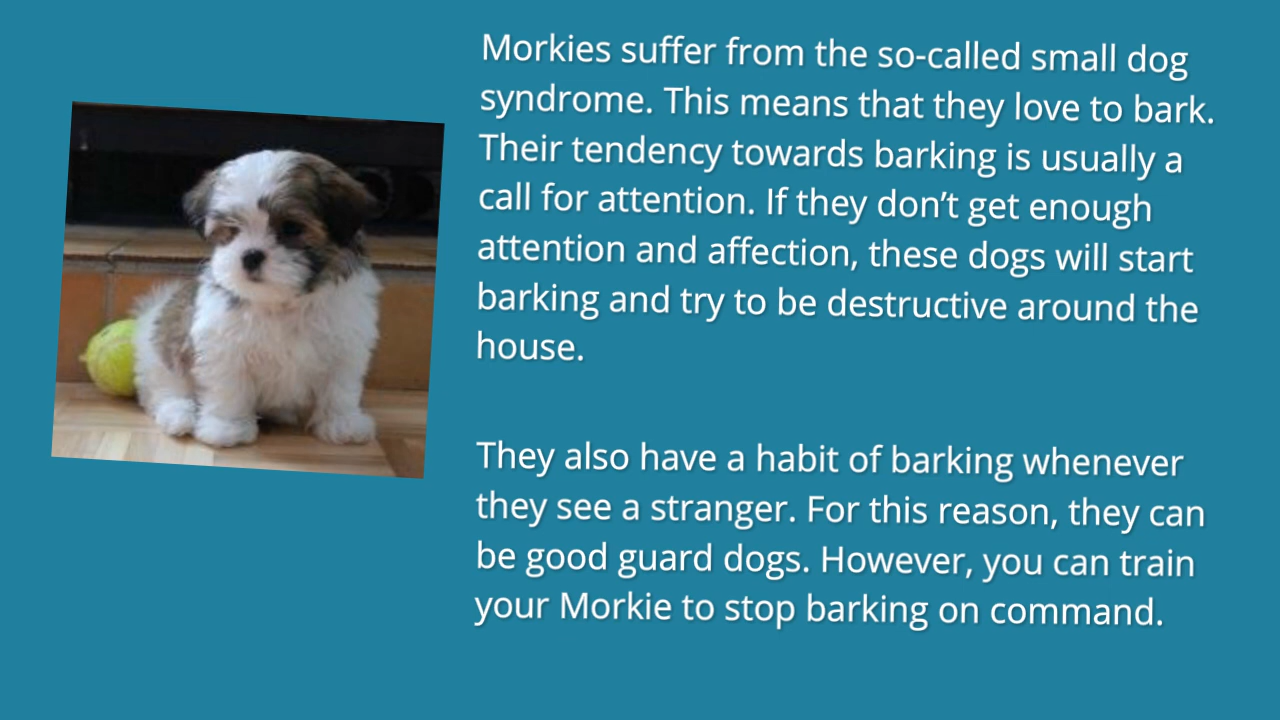 Morkies suffer from the so-called small dog
syndrome. This means that they love to bark.
Their tendency towards barking is usually a
call for attention. If they don’t get enough
attention and affection, these dogs will start
barking and try to be destructive around the
house.
They also have a habit of barking whenever
they see a stranger. For this reason, they can
be good guard dogs. However, you can train
your Morkie to stop barking on command.